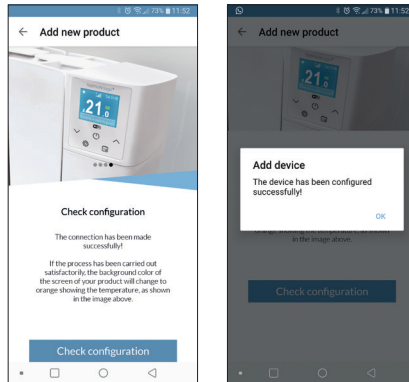 73% 11:52
Add new product
21.0
Check configuration
The connection has been made
successfully!
If the process has been carried out
satisfactorily, the background color of
the screen of your product will change to
orange showing the temperature, as shown
in the image above.
Check configuration
73% 11:52
Add new product
21.0
Add device
The device has been configured
successfully!
OK
orange showing the temperature, as shown
in the image above.
Check configuration